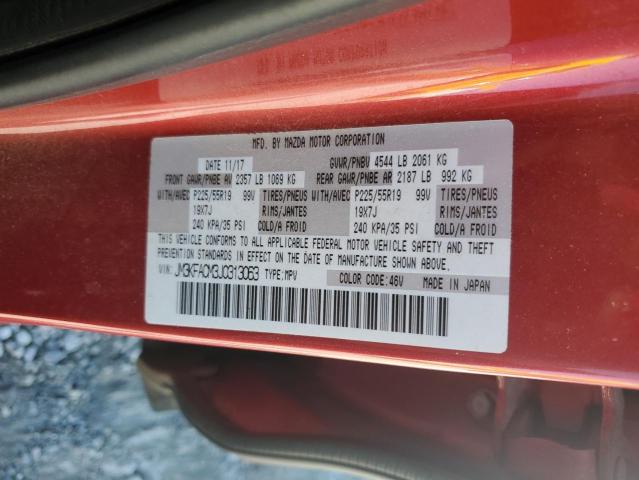 MFD. BY MAZDA MOTOR CORPORATION
DATE 11/17 GVWR/PNBV 4544 LB 2061 KG
FRONT GAWR/PNBE AV 2357 LB 1069 KG REAR GAWR/PNBE AR 2187 LB 992 KG
WITH/AVEC P225/55R19 99V TIRES/PNEUS WITH/AVEC P225/55R19 99V TIRES/PNEUS
19X7J RIMS/JANTES 19X7J RIMS/JANTES
240 KPA/35 PSI COLD/A FROID 240 KPA/35 PSI COLD/A FROID
THIS VEHICLE CONFORMS TO ALL APPLICABLE FEDERAL MOTOR VEHICLE SAFETY AND THEFT
PREVENTION STANDARDS IN EFFECT ON THE DATE OF MANUFACTURE SHOWN ABOVE.
VIN: JM3KFACM3J0313063 TYPE:MPV COLOR CODE:46V MADE IN JAPAN